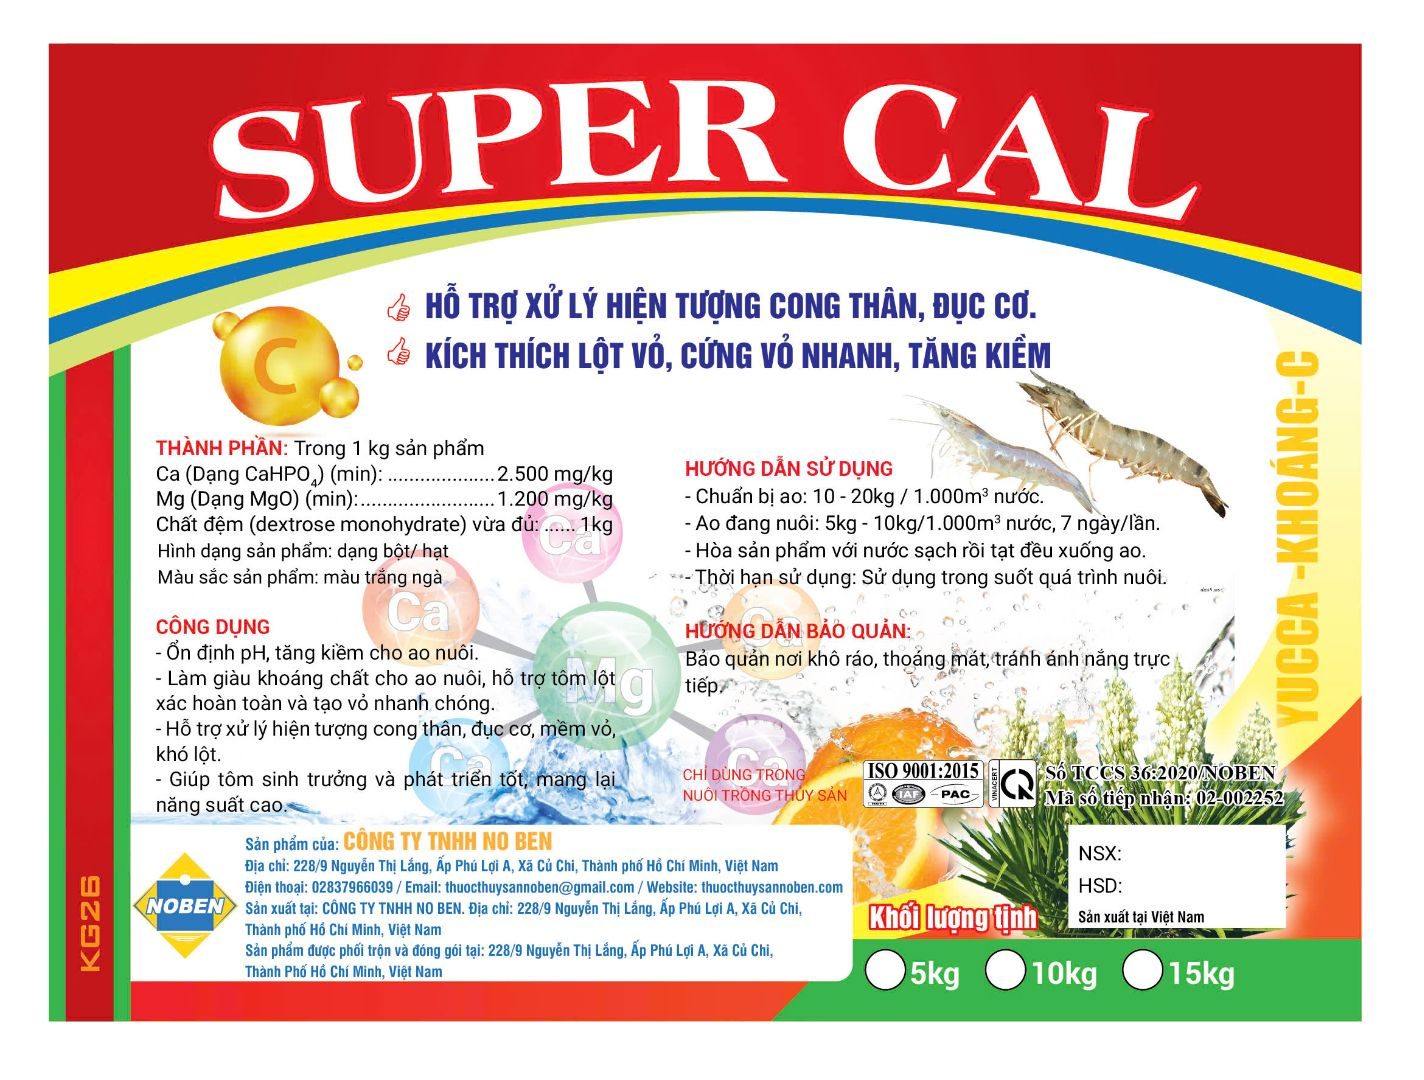 SUPER CAL
HỖ TRỢ XỬ LÝ HIỆN TƯỢNG CONG THÂN, ĐỤC CƠ.
KÍCH THÍCH LỘT VỎ, CỨNG VỎ NHANH, TĂNG KIỀM
C
THÀNH PHẦN: Trong 1 kg sản phẩm
Ca (Dạng CaHPO4) (min): ....................2.500 mg/kg
Mg (Dạng MgO) (min):.........................1.200 mg/kg
Chất đệm (dextrose monohydrate) vừa đủ: ...... 1kg
Hình dạng sản phẩm: dạng bột/ hạt
Màu sắc sản phẩm: màu trắng ngà
CÔNG DỤNG
- Ổn định pH, tăng kiềm cho ao nuôi.
- Làm giàu khoáng chất cho ao nuôi, hỗ trợ tôm lột
xác hoàn toàn và tạo vỏ nhanh chóng.
- Hỗ trợ xử lý hiện tượng cong thân, đục cơ, mềm vỏ,
khó lột.
- Giúp tôm sinh trưởng và phát triển tốt, mang lại
năng suất cao.
Ca
Ca
Mg
Ca
Ca
Ca
HƯỚNG DẪN SỬ DỤNG
- Chuẩn bị ao: 10 - 20kg / 1.000m³ nước.
- Ao đang nuôi: 5kg - 10kg/1.000m³ nước, 7 ngày/lần.
- Hòa sản phẩm với nước sạch rồi tạt đều xuống ao.
- Thời hạn sử dụng: Sử dụng trong suốt quá trình nuôi.
HƯỚNG DẪN BẢO QUẢN:
Bảo quản nơi khô ráo, thoáng mát, tránh ánh nắng trực
tiếp.
CHỈ DÙNG TRONG
NUÔI TRỒNG THỦY SẢN
ISO 9001:2015
IAF
PAC
VINACERT
Số TCCS 36:2020/NOBEN
Mã số tiếp nhận: 02-002252
YUCCA -KHOÁNG-C
KG26
NOBEN
Sản phẩm của: CÔNG TY TNHH NO BEN
Địa chỉ: 228/9 Nguyễn Thị Lắng, Ấp Phú Lợi A, Xã Củ Chi, Thành phố Hồ Chí Minh, Việt Nam
Điện thoại: 02837966039 / Email: thuocthuysannoben@gmail.com / Website: thuocthuysannoben.com
Sản xuất tại: CÔNG TY TNHH NO BEN. Địa chỉ: 228/9 Nguyễn Thị Lắng, Ấp Phú Lợi A, Xã Củ Chi,
Thành phố Hồ Chí Minh, Việt Nam
Sản phẩm được phối trộn và đóng gói tại: 228/9 Nguyễn Thị Lắng, Ấp Phú Lợi A, Xã Củ Chi,
Thành Phố Hồ Chí Minh, Việt Nam
NSX:
HSD:
Sản xuất tại Việt Nam
Khối lượng tịnh
5kg 10kg 15kg